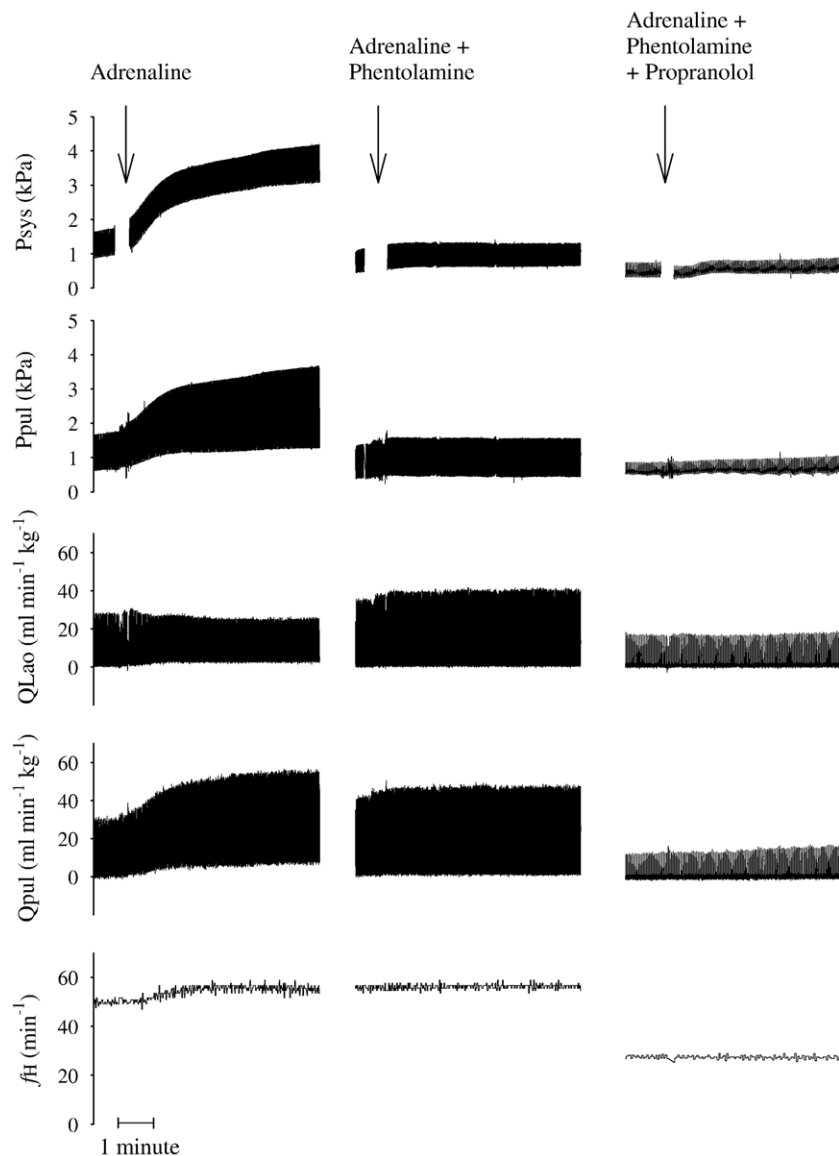 Adrenaline
Adrenaline +
Phentolamine
Adrenaline +
Phentolamine
+ Propranolol
Psys (kPa)
5
4
3
2
1
0
Ppul (kPa)
5
4
3
2
1
0
QLao (ml min⁻¹ kg⁻¹)
60
40
20
0
Qpul (ml min⁻¹ kg⁻¹)
60
40
20
0
fH (min⁻¹)
60
40
20
0
1 minute